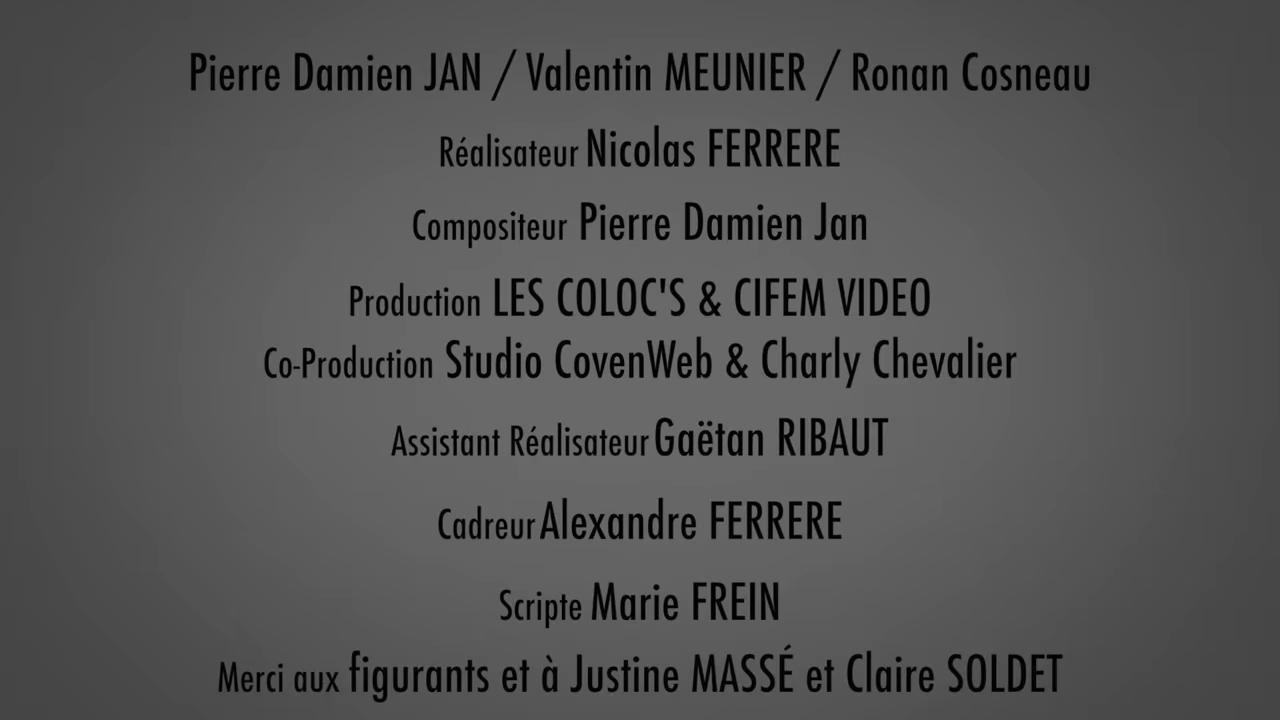 Pierre Damien JAN / Valentin MEUNIER / Ronan Cosneau
Réalisateur Nicolas FERRERE
Compositeur Pierre Damien Jan
Production LES COLOC'S & CIFEM VIDEO
Co-Production Studio CovenWeb & Charly Chevalier
Assistant Réalisateur Gaëtan RIBAUT
Cadreur Alexandre FERRERE
Scripte Marie FREIN
Merci aux figurants et à Justine MASSÉ et Claire SOLDET